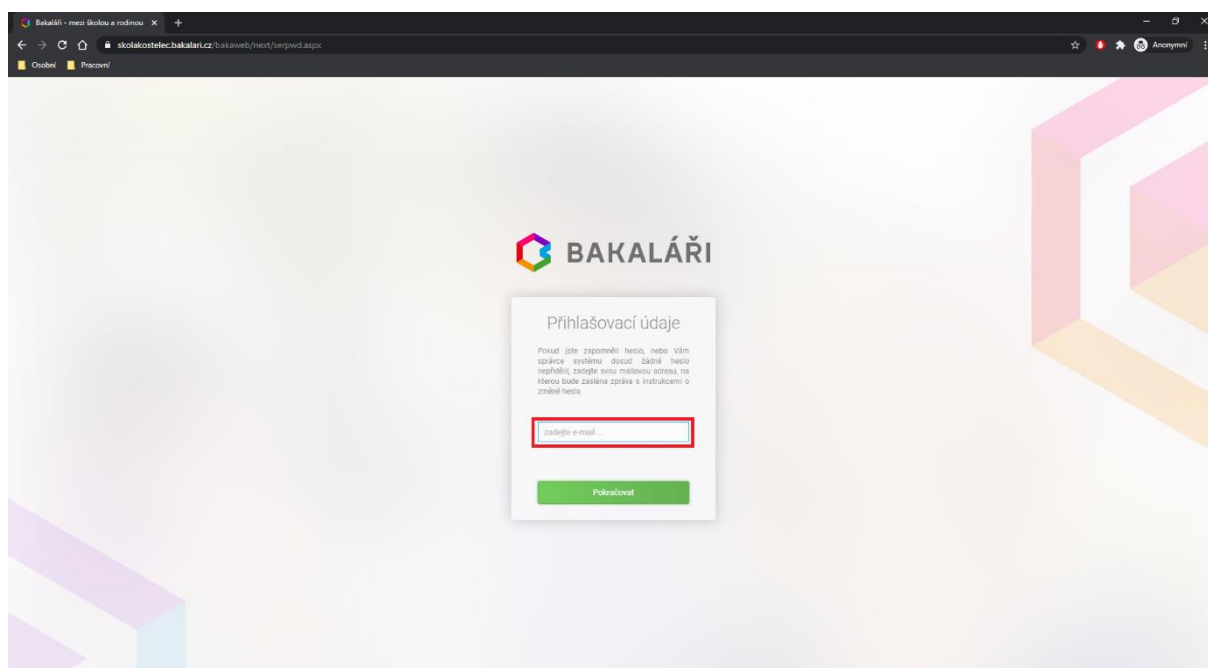 Bakaláři - mezi školou a rodinou
skolakostelec.bakalari.cz/bakaweb/next/serpwd.aspx
Anonymní
Osobní
Pracovní
BAKALÁŘI
Přihlašovací údaje
Pokud jste zapomněli heslo, nebo Vám
správce systému dosud žádné heslo
nepřidělil, zadejte svou mailovou adresu, na
kterou bude zaslána zpráva s instrukcemi o
změně hesla.
zadejte e-mail ...
Pokračovat